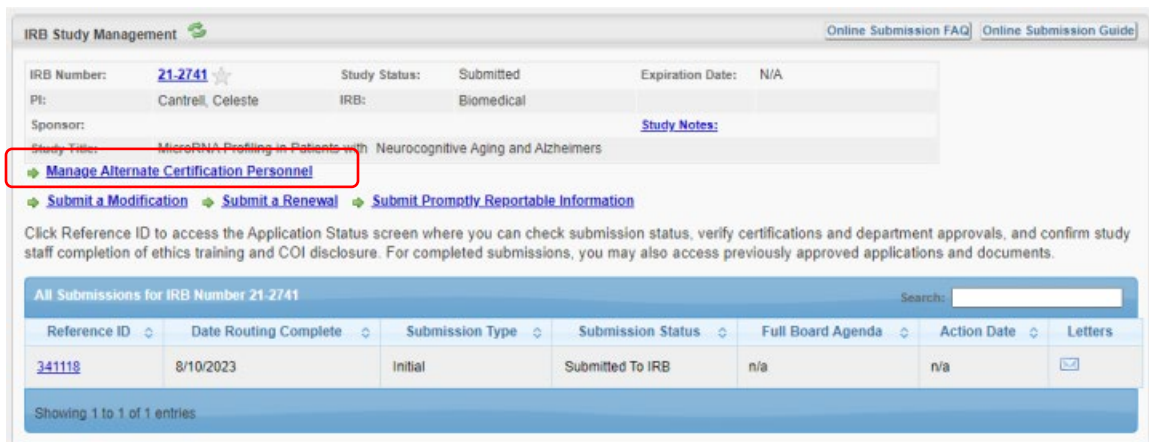 IRB Study Management Online Submission FAQ Online Submission Guide
IRB Number: 21-2741 Study Status: Submitted Expiration Date: N/A
PI: Cantrell, Celeste IRB: Biomedical
Sponsor: Study Notes:
Study Title: MicroRNA Profiling in Patients with Neurocognitive Aging and Alzheimers
Manage Alternate Certification Personnel
Submit a Modification Submit a Renewal Submit Promptly Reportable Information
Click Reference ID to access the Application Status screen where you can check submission status, verify certifications and department approvals, and confirm study
staff completion of ethics training and COI disclosure. For completed submissions, you may also access previously approved applications and documents.
All Submissions for IRB Number 21-2741 Search:
Reference ID Date Routing Complete Submission Type Submission Status Full Board Agenda Action Date Letters
341118 8/10/2023 Initial Submitted To IRB n/a n/a
Showing 1 to 1 of 1 entries